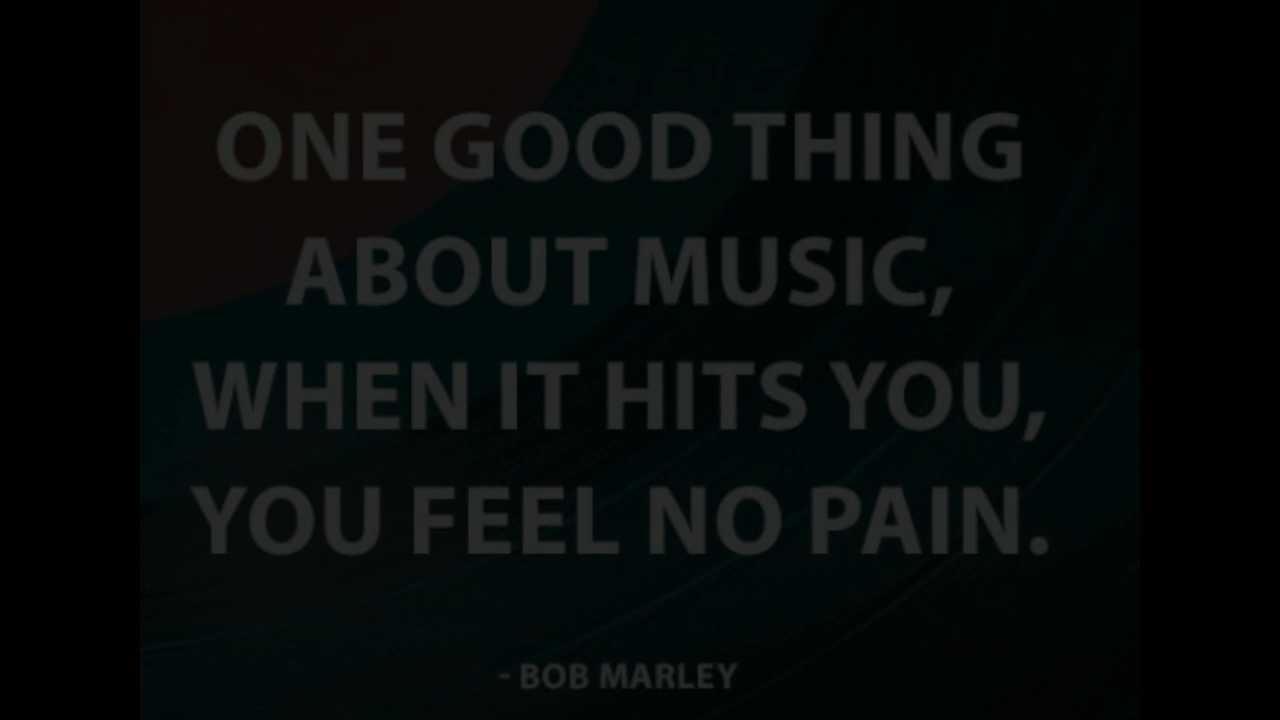 ONE GOOD THING
ABOUT MUSIC,
WHEN IT HITS YOU,
YOU FEEL NO PAIN.
- BOB MARLEY